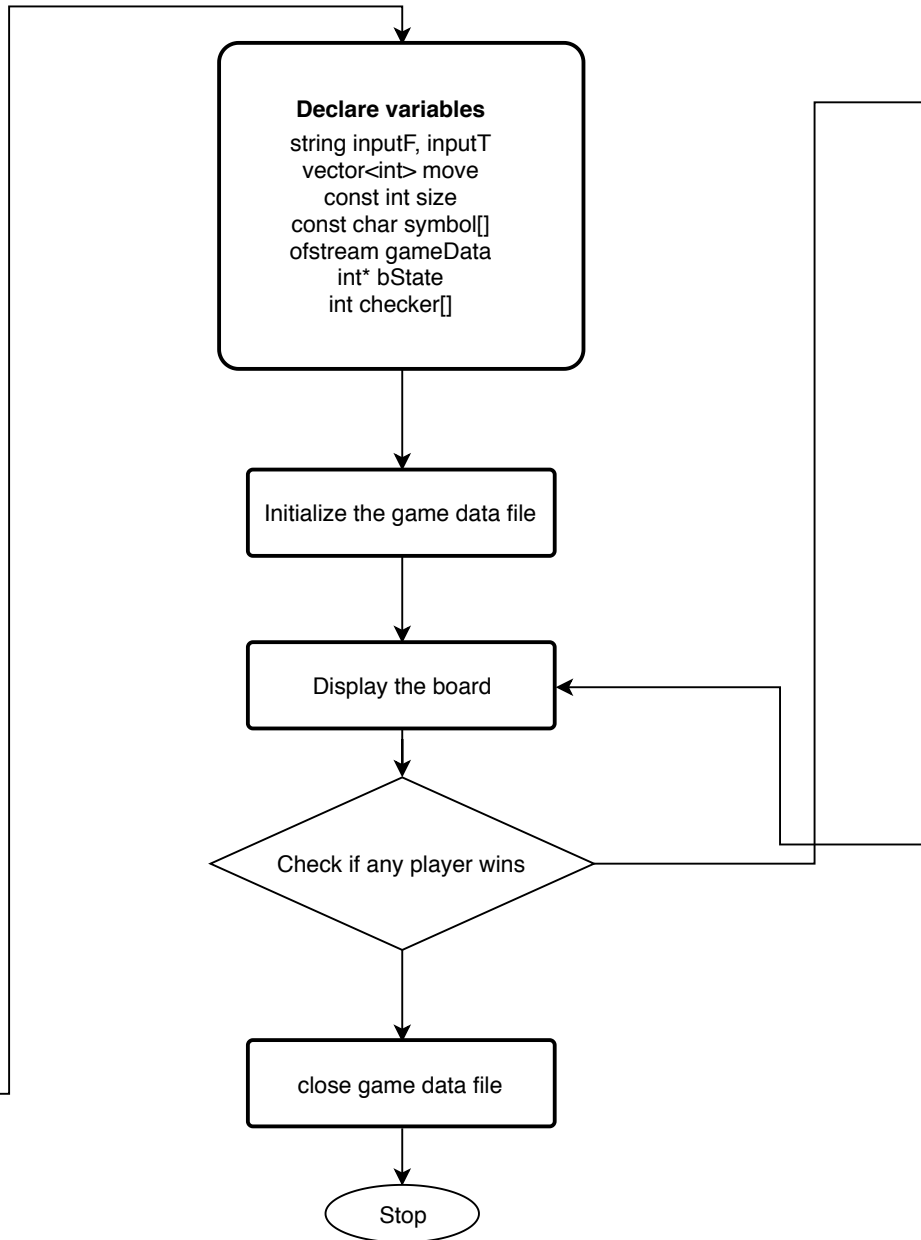 Declare variables
string inputF, inputT
vector<int> move
const int size
const char symbol[]
ofstream gameData
int* bState
int checker[]
Initialize the game data file
Display the board
Check if any player wins
close game data file
Stop